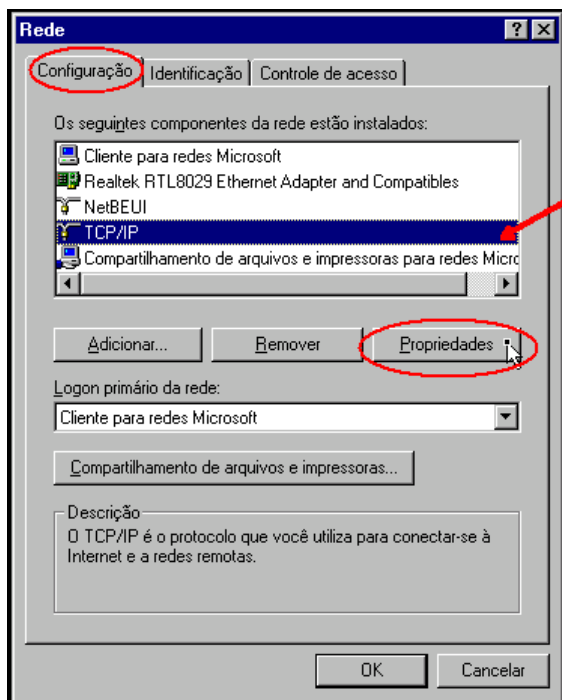 Rede
Configuração Identificação Controle de acesso
Os seguintes componentes da rede estão instalados:
Cliente para redes Microsoft
Realtek RTL8029 Ethernet Adapter and Compatibles
NetBEUI
TCP/IP
Compartilhamento de arquivos e impressoras para redes Micro
Adicionar... Remover Propriedades
Logon primário da rede:
Cliente para redes Microsoft
Compartilhamento de arquivos e impressoras...
Descrição
O TCP/IP é o protocolo que você utiliza para conectar-se à
Internet e a redes remotas.
OK Cancelar